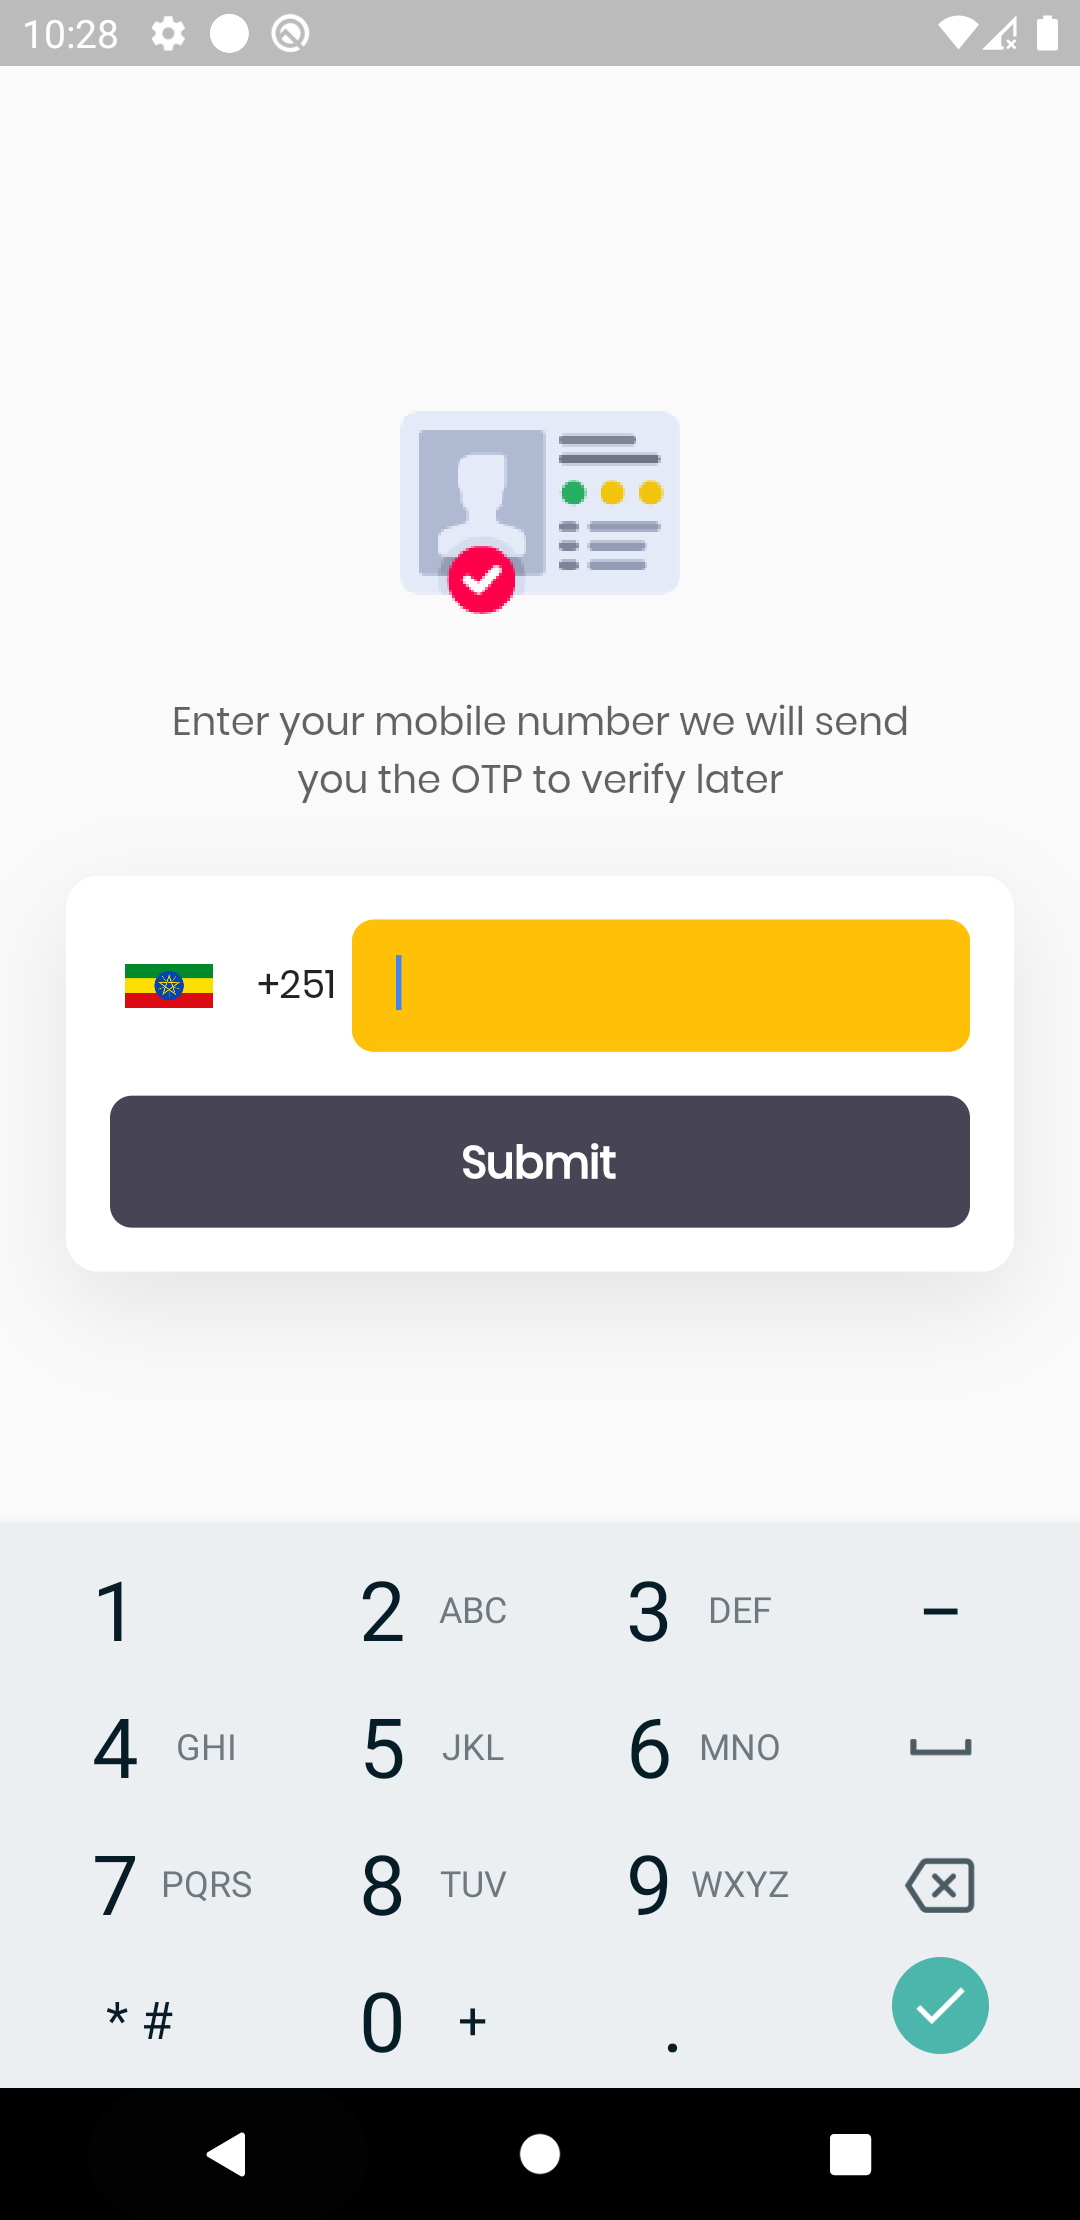 10:28
Enter your mobile number we will send
you the OTP to verify later
+251
Submit
1 2 ABC 3 DEF –
4 GHI 5 JKL 6 MNO
7 PQRS 8 TUV 9 WXYZ
* # 0 + .